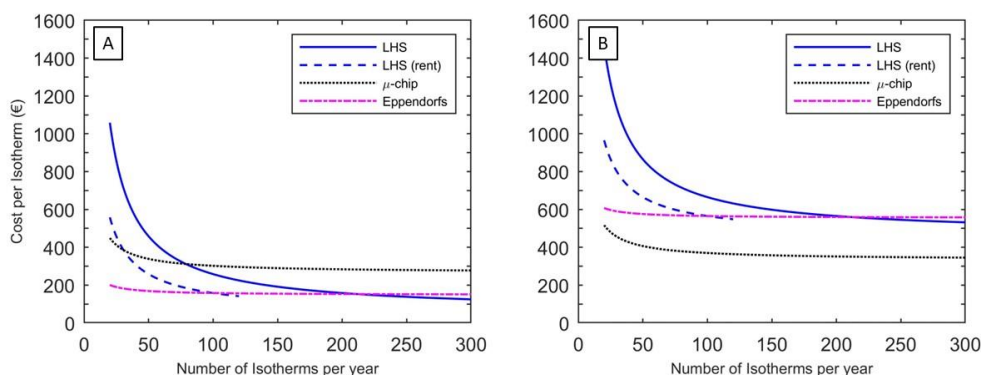 A
Cost per Isotherm (€)
1600
1400
1200
1000
800
600
400
200
0
0 50 100 150 200 250 300
Number of Isotherms per year
LHS
LHS (rent)
μ-chip
Eppendorfs
B
1600
1400
1200
1000
800
600
400
200
0
0 50 100 150 200 250 300
Number of Isotherms per year
LHS
LHS (rent)
μ-chip
Eppendorfs